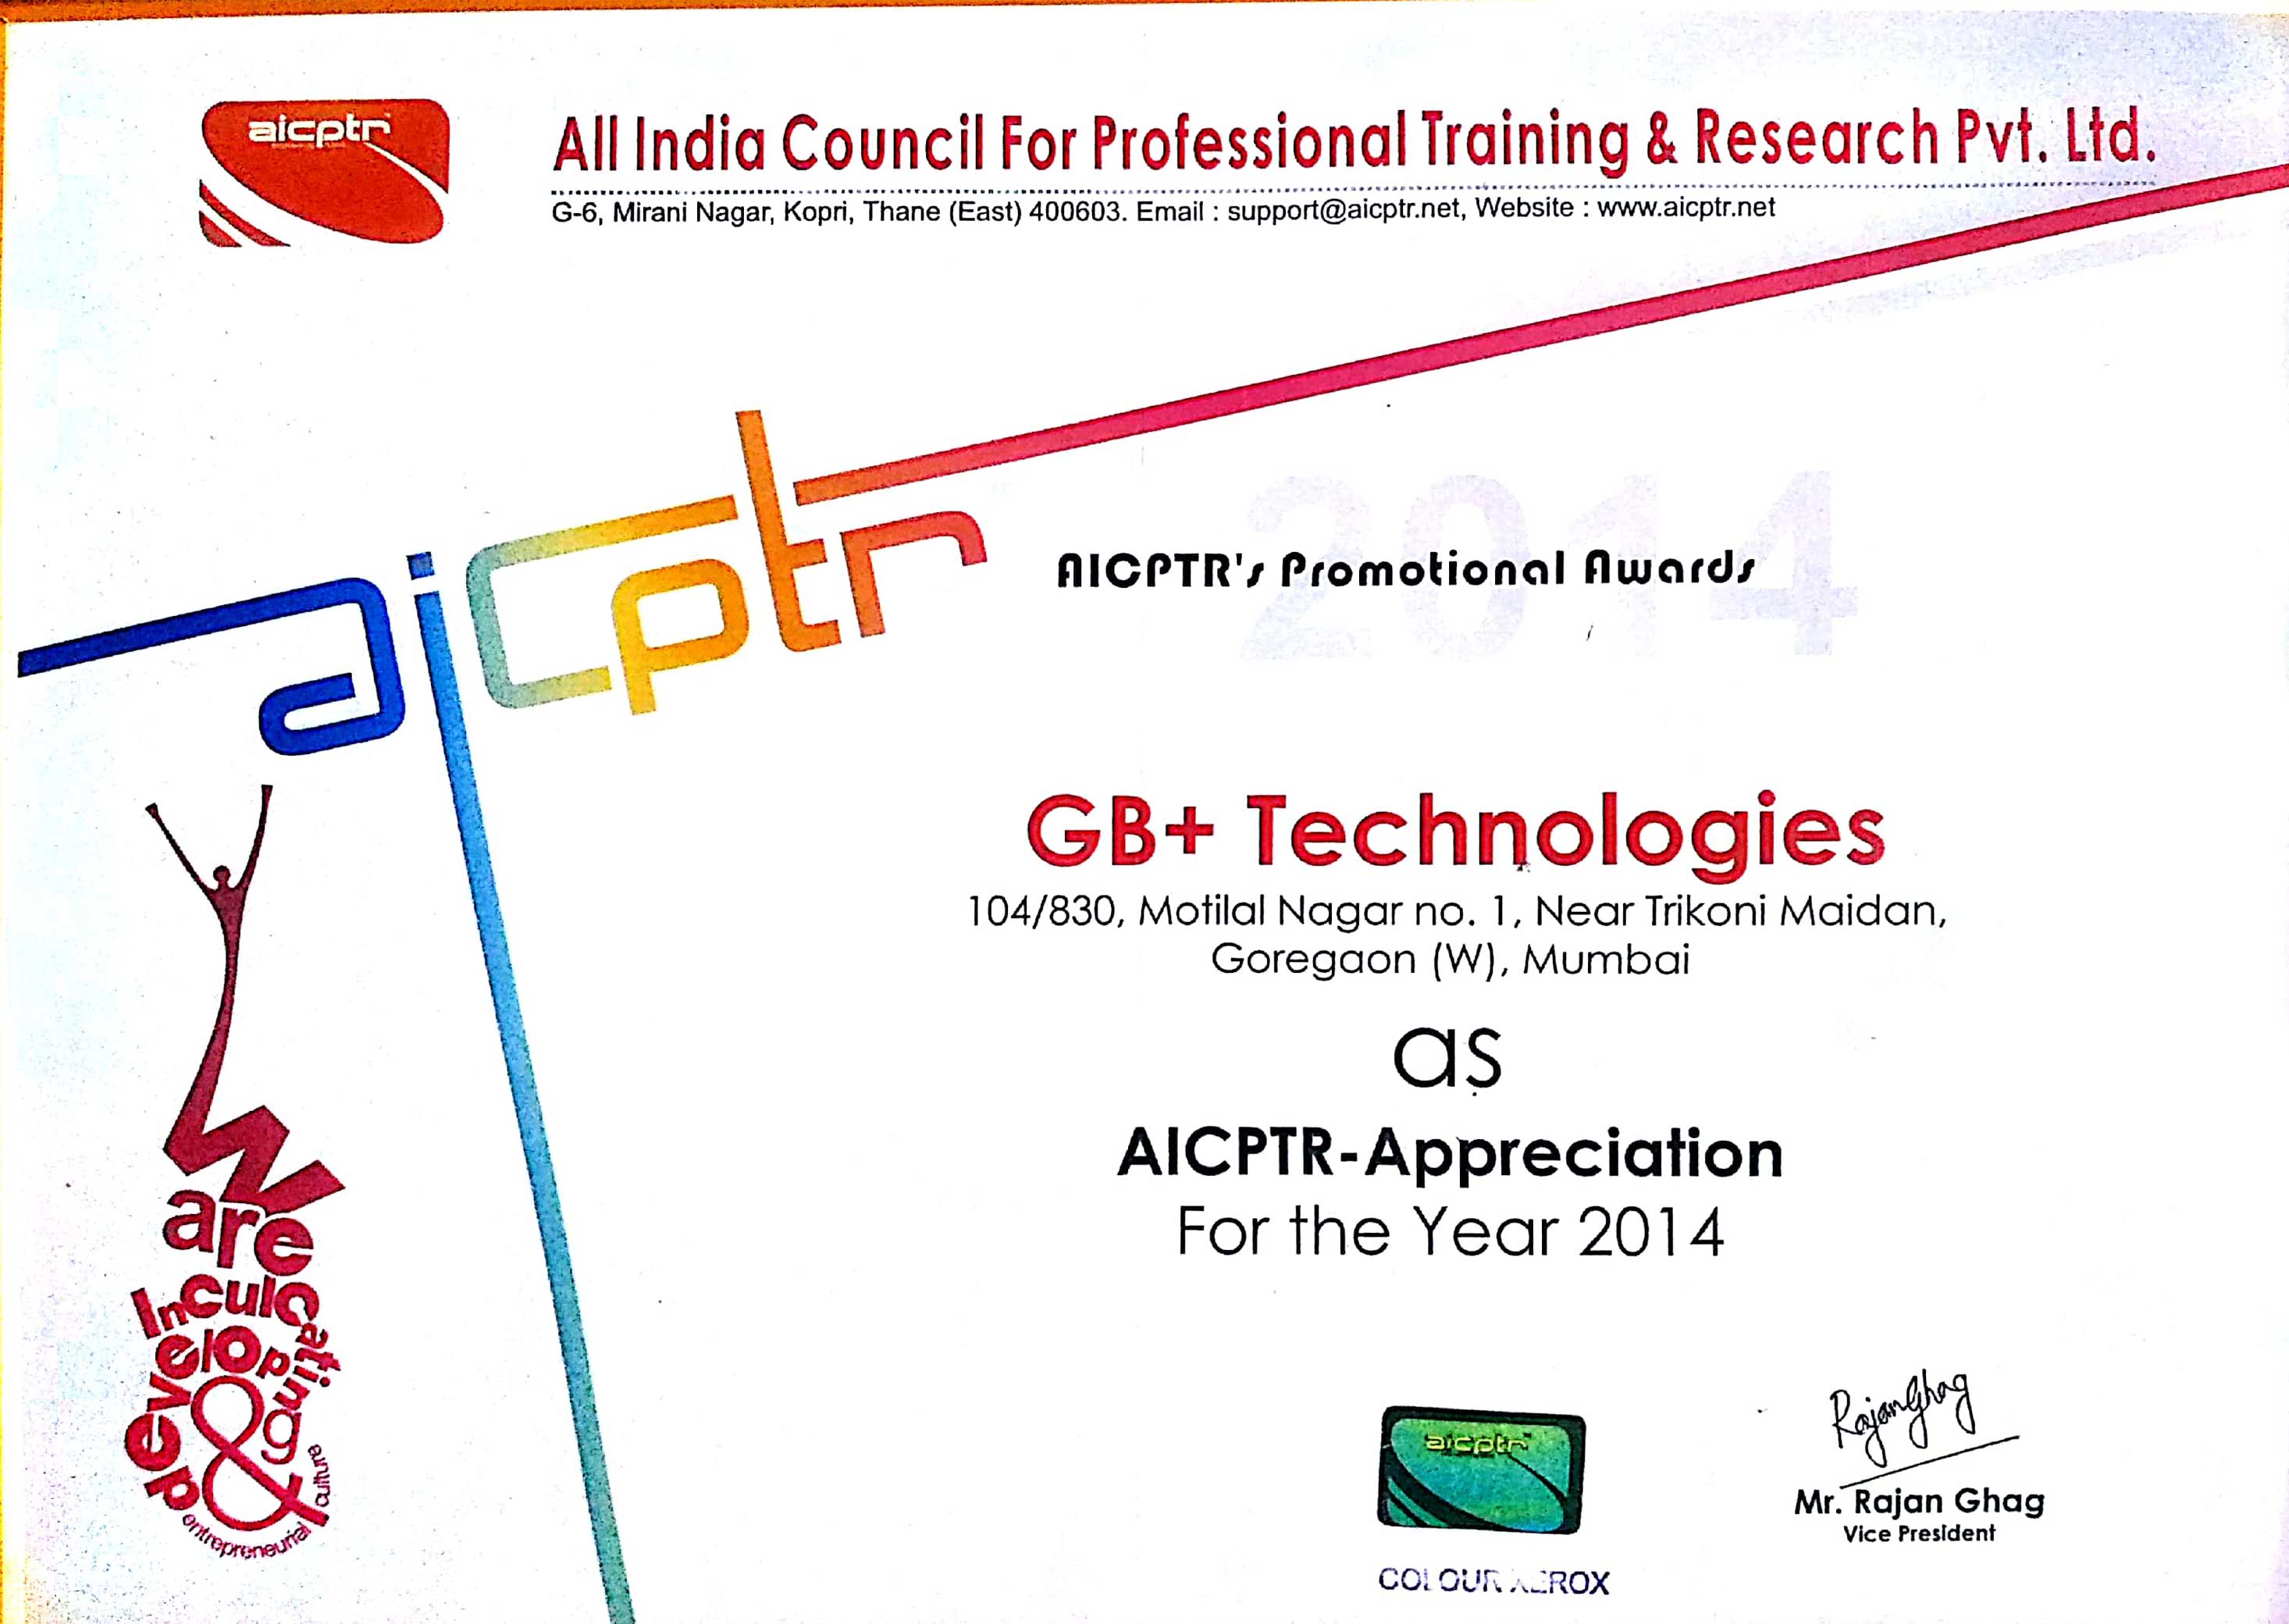 aicptr
All India Council For Professional Training & Research Pvt. Ltd.
G-6, Mirani Nagar, Kopri, Thane (East) 400603. Email : support@aicptr.net, Website : www.aicptr.net
aicptr
2014
AICPTR's Promotional Awards
GB+ Technologies
104/830, Motilal Nagar no. 1, Near Trikoni Maidan,
Goregaon (W), Mumbai
as
AICPTR-Appreciation
For the Year 2014
We
are
Inculcating
&
developing
entrepreneurial
culture
aicptr
Rajan Ghag
Mr. Rajan Ghag
Vice President
COLOUR XEROX